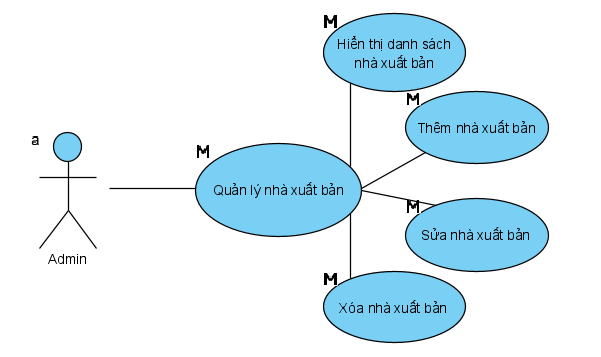 M
Hiển thị danh sách
nhà xuất bản
M
Thêm nhà xuất bản
a
M
Quản lý nhà xuất bản
M
Sửa nhà xuất bản
Admin
M
Xóa nhà xuất bản